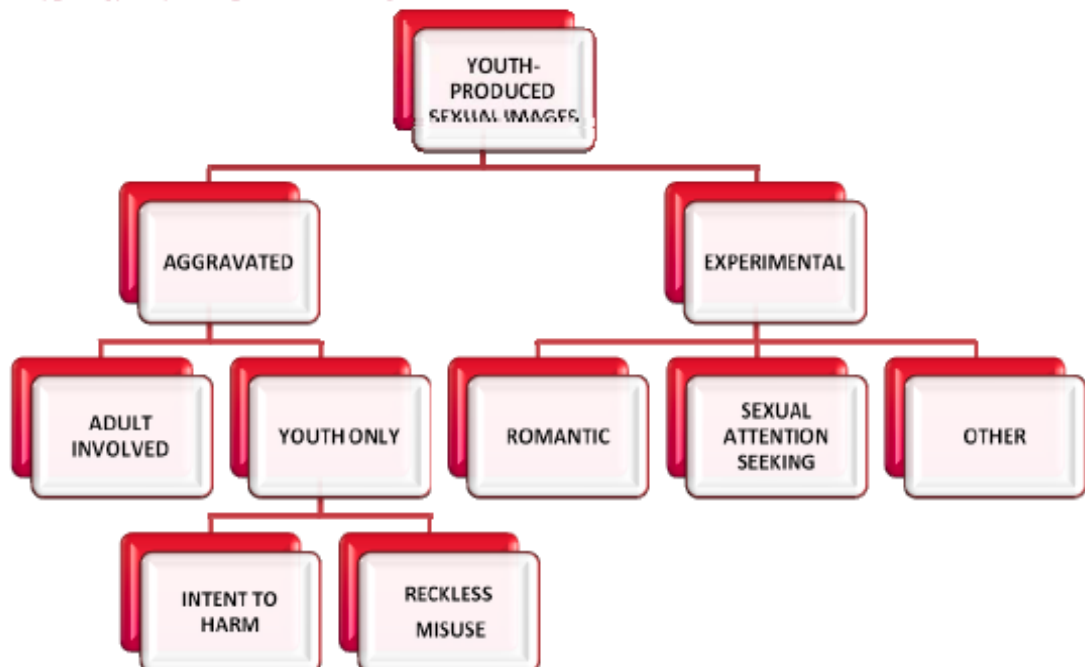 YOUTH-
PRODUCED
SEXUAL IMAGES
AGGRAVATED
EXPERIMENTAL
ADULT
INVOLVED
YOUTH ONLY
ROMANTIC
SEXUAL
ATTENTION
SEEKING
OTHER
INTENT TO
HARM
RECKLESS
MISUSE